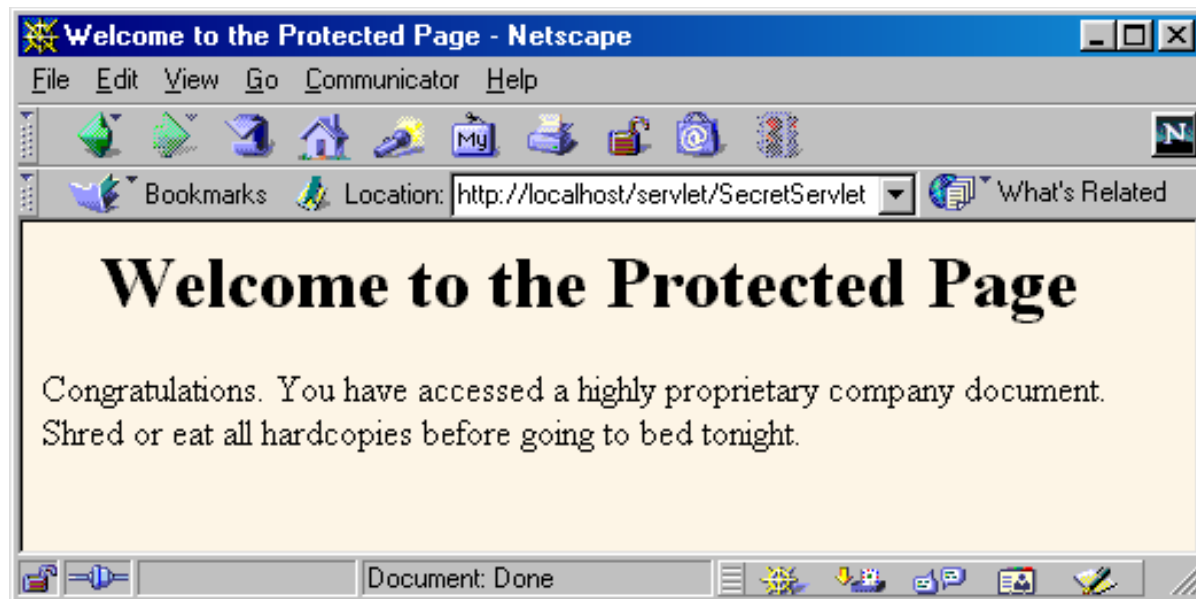 Welcome to the Protected Page - Netscape
File Edit View Go Communicator Help
My
N
Bookmarks Location: http://localhost/servlet/SecretServlet What's Related
Welcome to the Protected Page
Congratulations. You have accessed a highly proprietary company document.
Shred or eat all hardcopies before going to bed tonight.
Document: Done